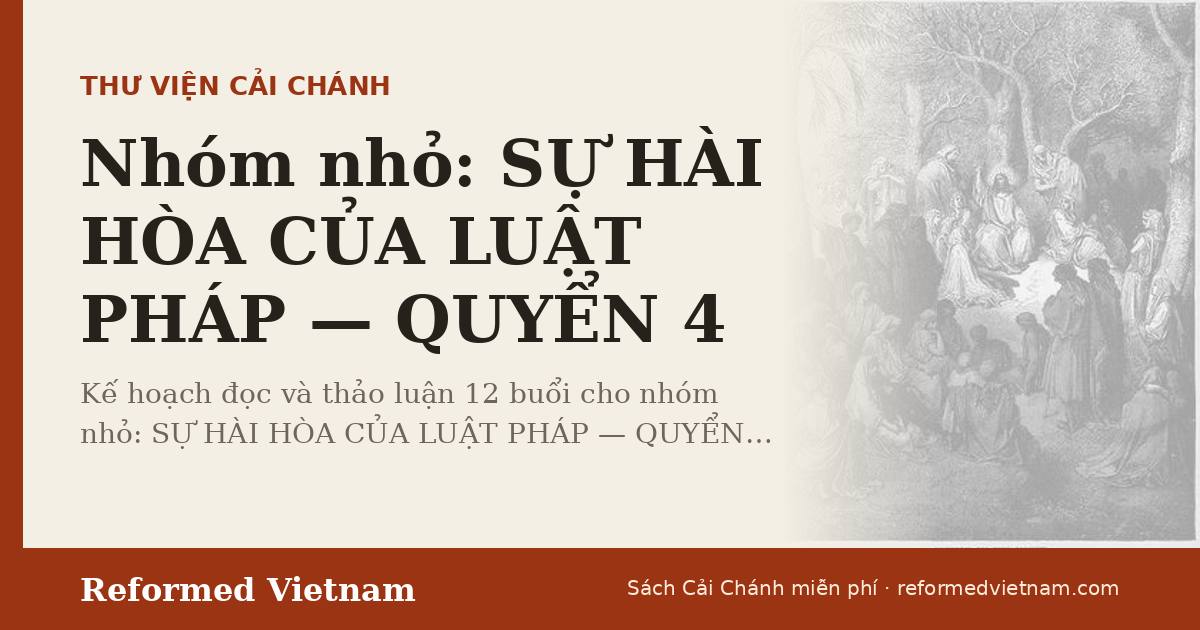 THƯ VIỆN CẢI CHÁNH
Nhóm nhỏ: SỰ HÀI
HÒA CỦA LUẬT
PHÁP — QUYỂN 4
Kế hoạch đọc và thảo luận 12 buổi cho nhóm
nhỏ: SỰ HÀI HÒA CỦA LUẬT PHÁP — QUYỂN...
Reformed Vietnam
Sách Cải Chánh miễn phí · reformedvietnam.com